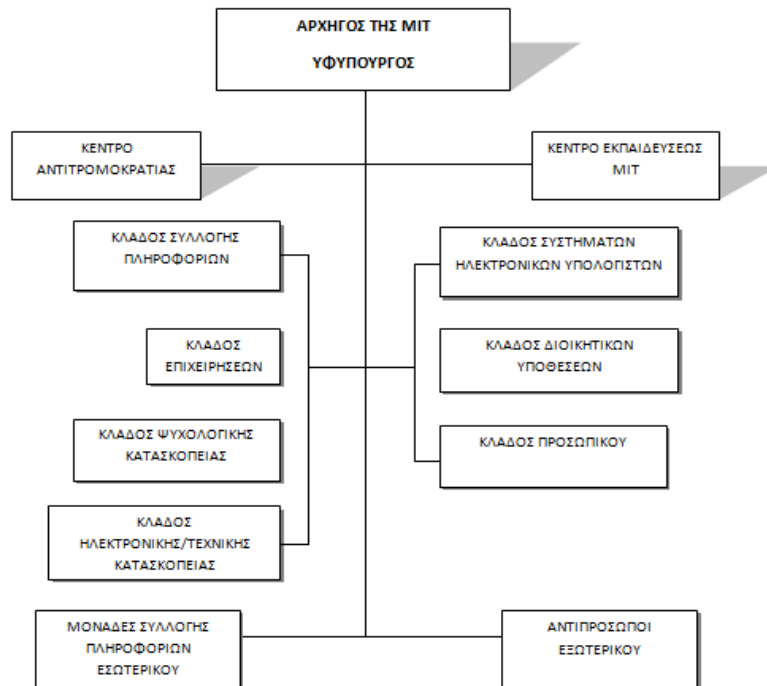 ΑΡΧΗΓΟΣ ΤΗΣ ΜΙΤ
ΥΦΥΠΟΥΡΓΟΣ
ΚΕΝΤΡΟ
ΑΝΤΙΤΡΟΜΟΚΡΑΤΙΑΣ
ΚΕΝΤΡΟ ΕΚΠΑΙΔΕΥΣΕΩΣ
ΜΙΤ
ΚΛΑΔΟΣ ΣΥΛΛΟΓΗΣ
ΠΛΗΡΟΦΟΡΙΩΝ
ΚΛΑΔΟΣ ΣΥΣΤΗΜΑΤΩΝ
ΗΛΕΚΤΡΟΝΙΚΩΝ ΥΠΟΛΟΓΙΣΤΩΝ
ΚΛΑΔΟΣ
ΕΠΙΧΕΙΡΗΣΕΩΝ
ΚΛΑΔΟΣ ΔΙΟΙΚΗΤΙΚΩΝ
ΥΠΟΘΕΣΕΩΝ
ΚΛΑΔΟΣ ΨΥΧΟΛΟΓΙΚΗΣ
ΚΑΤΑΣΚΟΠΕΙΑΣ
ΚΛΑΔΟΣ ΠΡΟΣΩΠΙΚΟΥ
ΚΛΑΔΟΣ
ΗΛΕΚΤΡΟΝΙΚΗΣ/ΤΕΧΝΙΚΗΣ
ΚΑΤΑΣΚΟΠΕΙΑΣ
ΜΟΝΑΔΕΣ ΣΥΛΛΟΓΗΣ
ΠΛΗΡΟΦΟΡΙΩΝ
ΕΣΩΤΕΡΙΚΟΥ
ΑΝΤΙΠΡΟΣΩΠΟΙ
ΕΞΩΤΕΡΙΚΟΥ